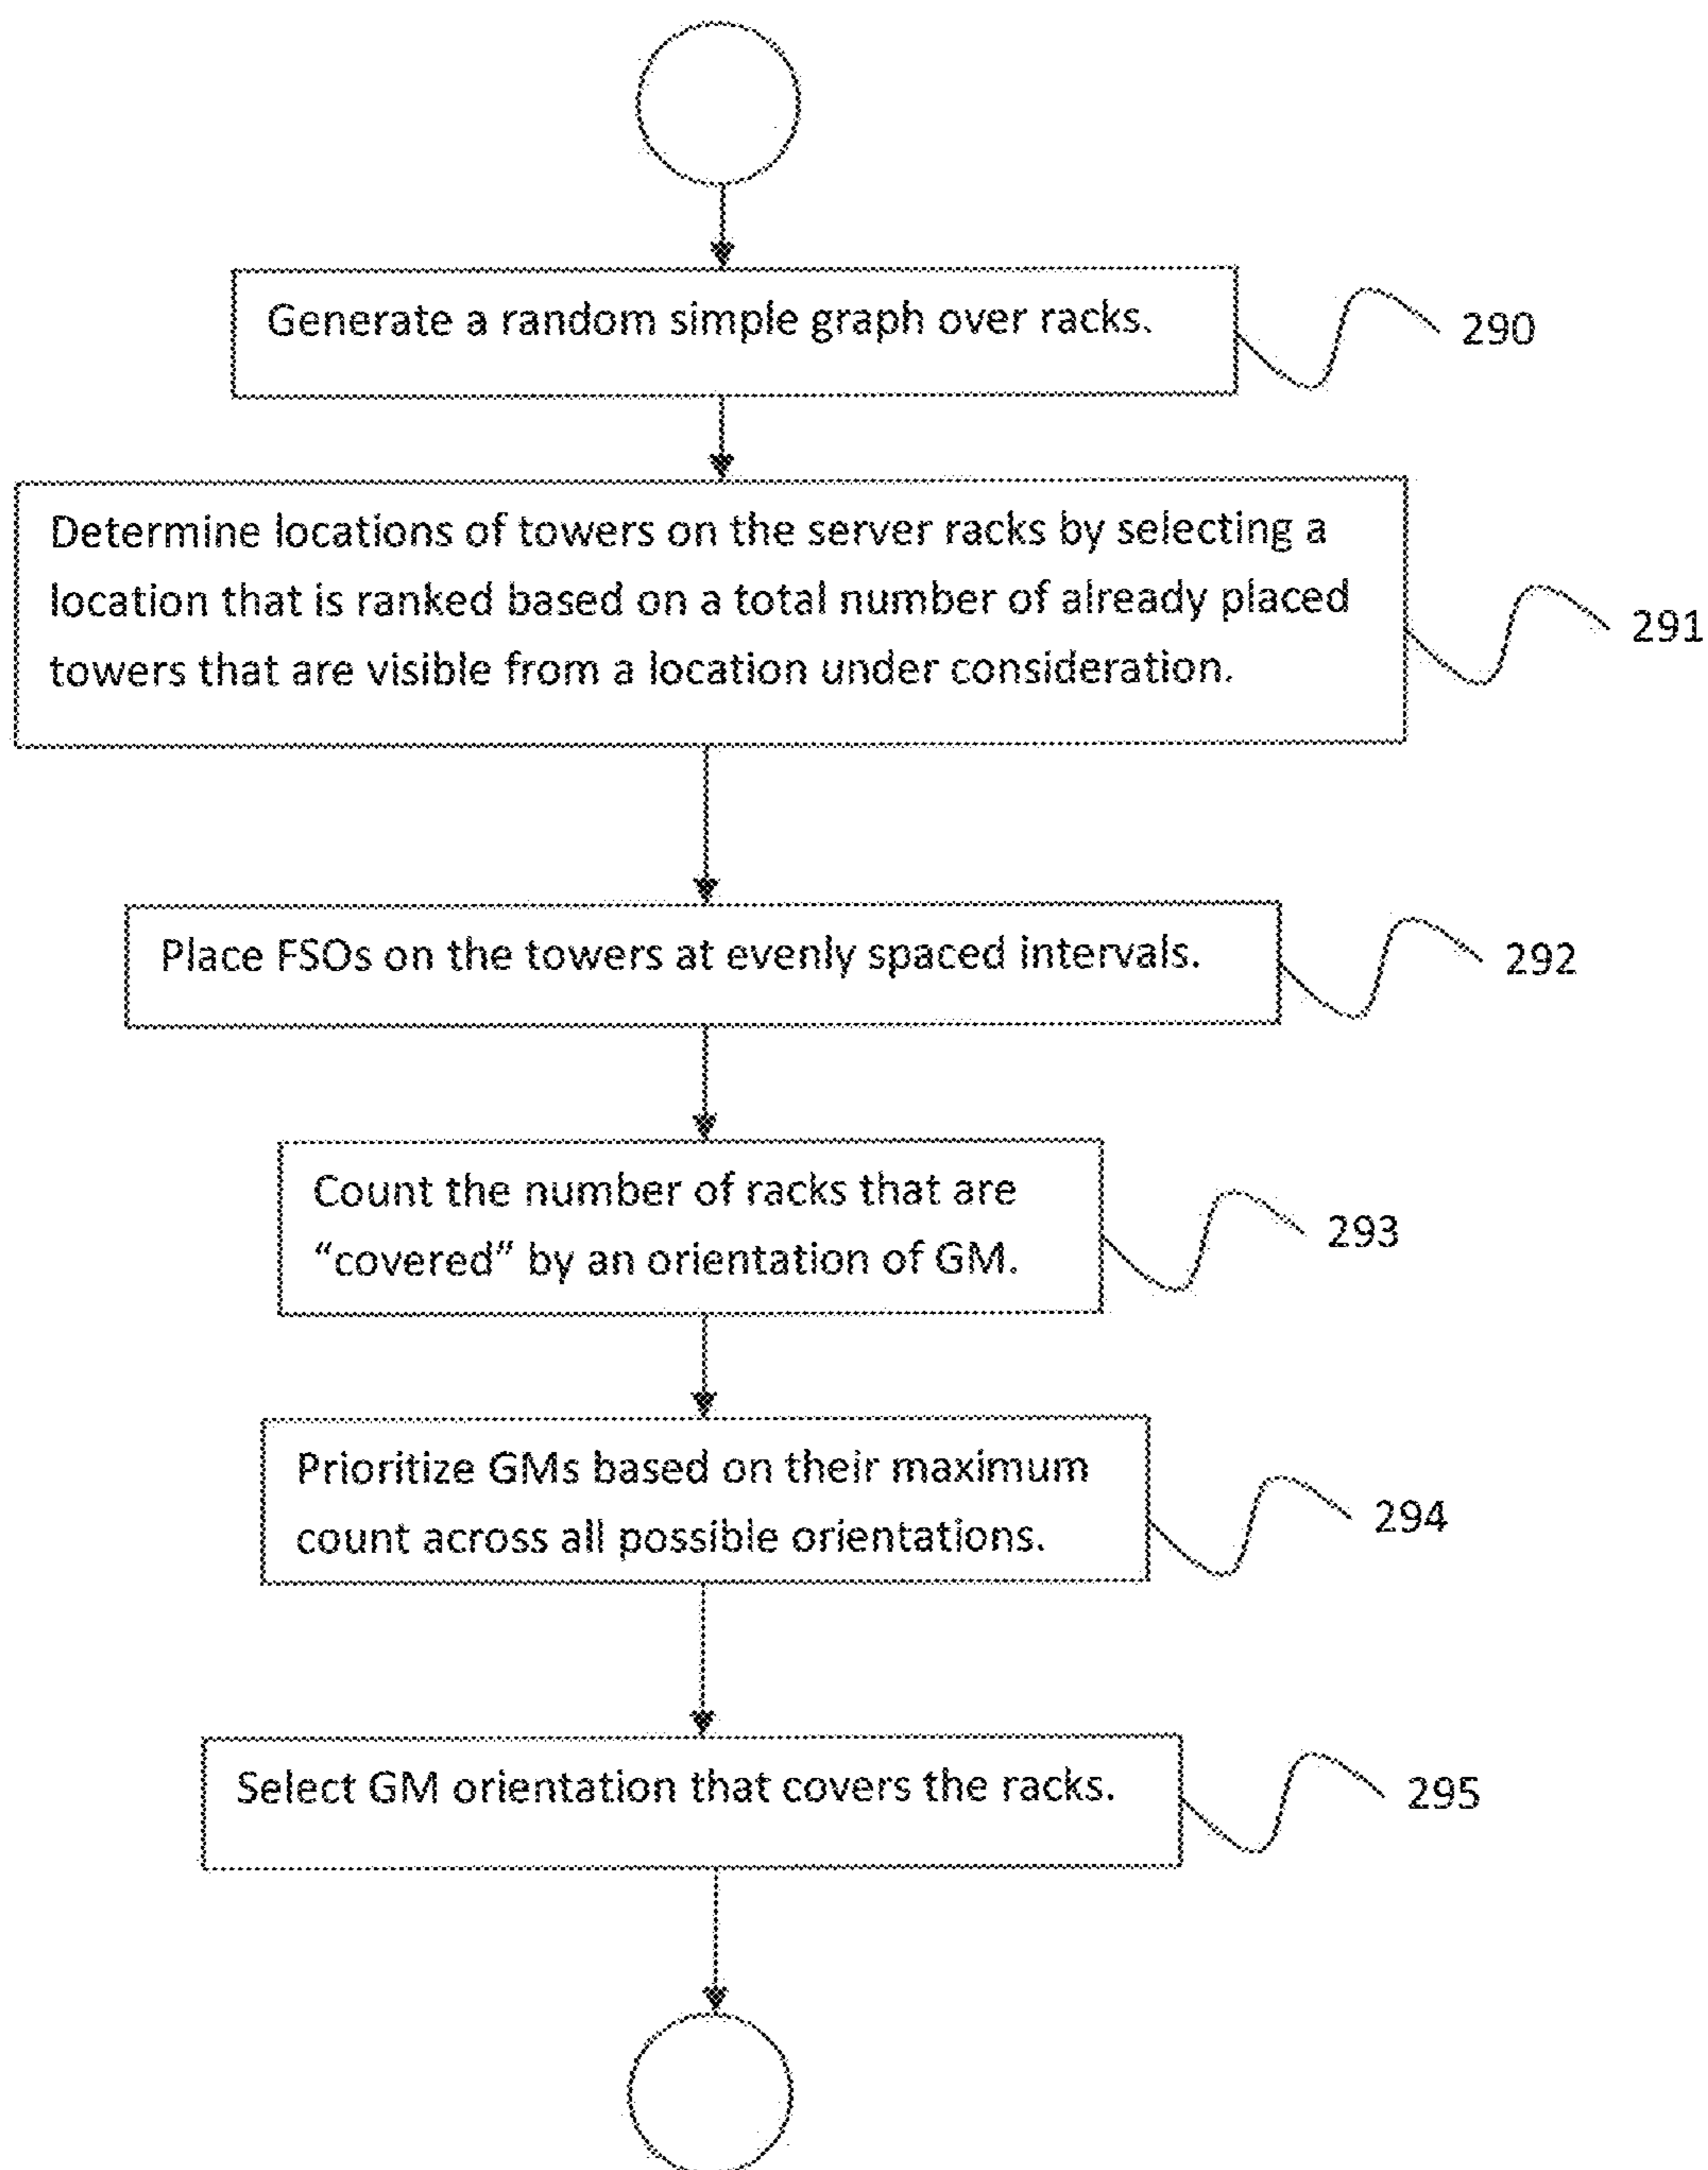 Generate a random simple graph over racks.
290
Determine locations of towers on the server racks by selecting a
location that is ranked based on a total number of already placed
towers that are visible from a location under consideration.
291
Place FSOs on the towers at evenly spaced intervals.
292
Count the number of racks that are
“covered” by an orientation of GM.
293
Prioritize GMs based on their maximum
count across all possible orientations.
294
Select GM orientation that covers the racks.
295